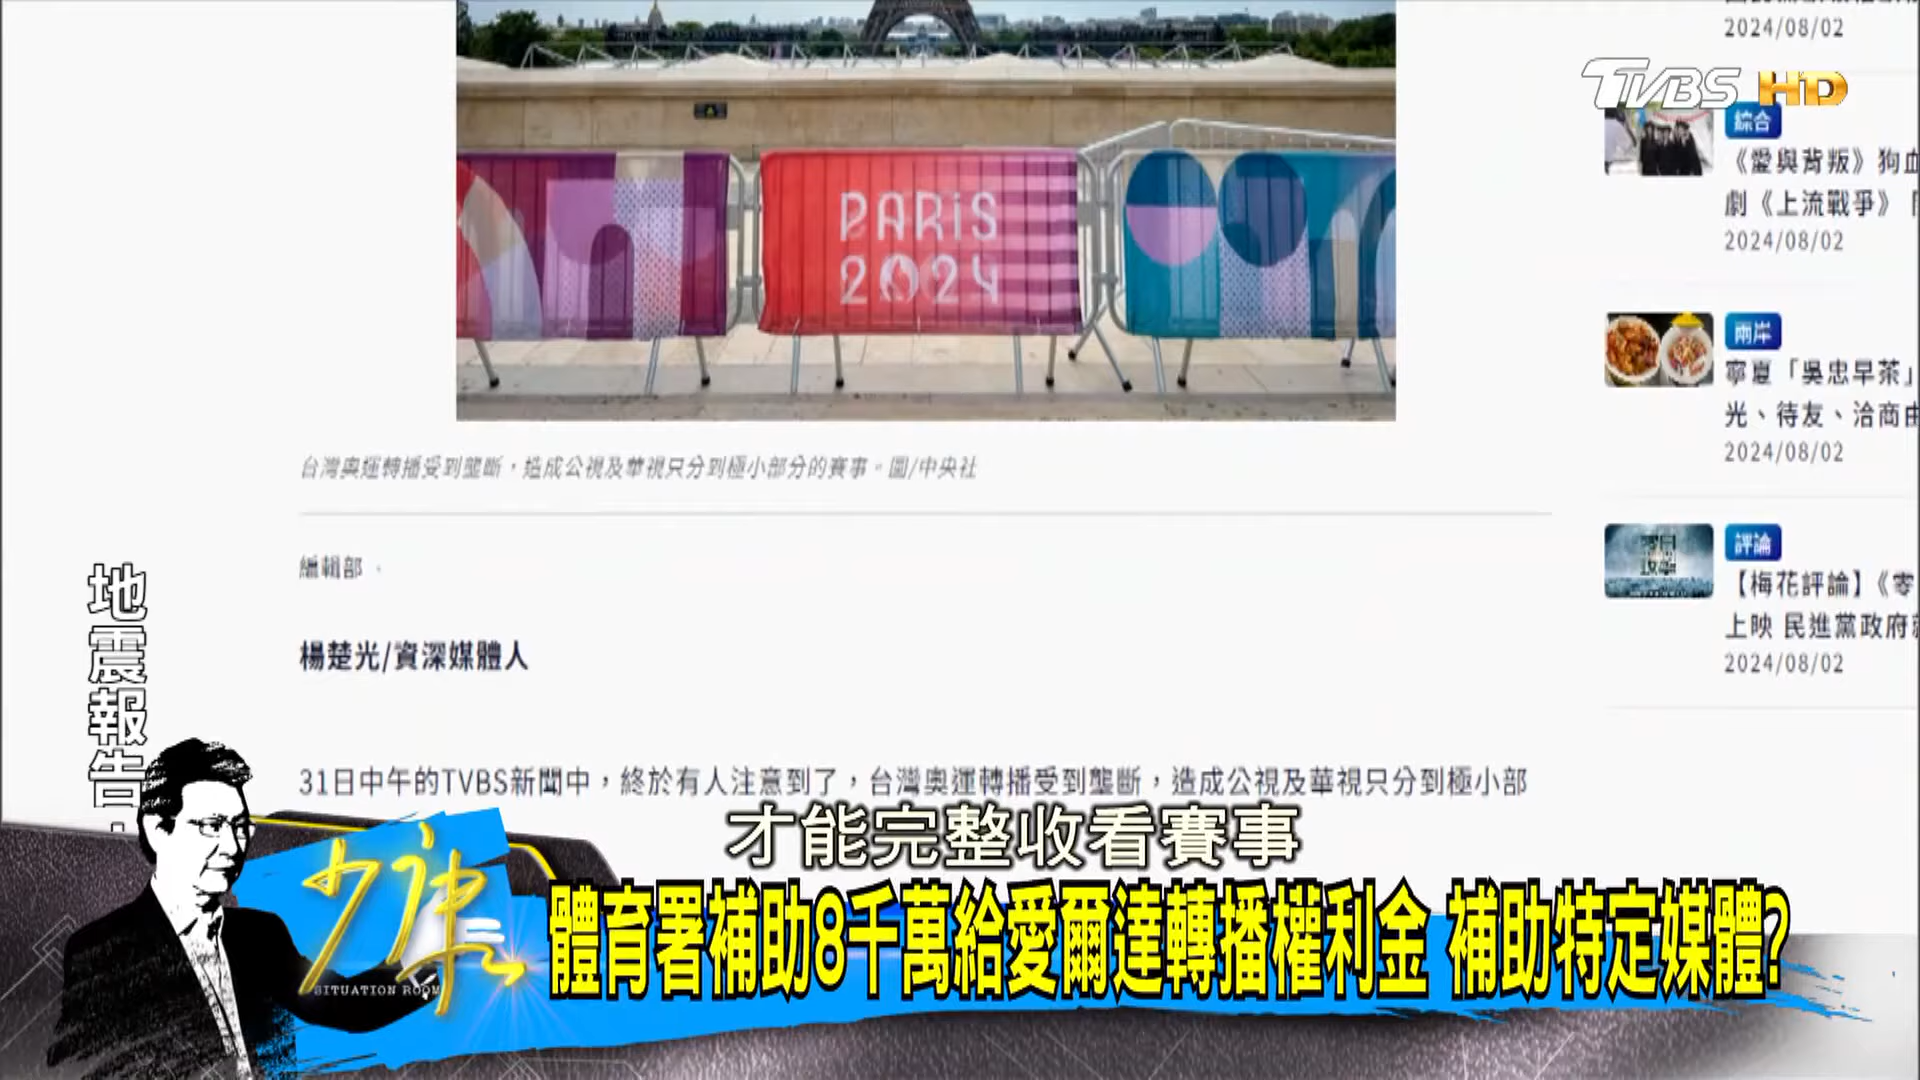 2024/08/02
TVBS HD
綜合
《愛與背叛》狗血
劇《上流戰爭》
2024/08/02
PARIS
2024
兩岸
寧夏「吳忠早茶」
光、待友、洽商
2024/08/02
台灣奧運轉播受到壟斷，造成公視及華視只分到極小部分的賽事。圖/中央社
評論
【梅花評論】《零
上映 民進黨政府
2024/08/02
編輯部
楊楚光/資深媒體人
31日中午的TVBS新聞中，終於有人注意到了，台灣奧運轉播受到壟斷，造成公視及華視只分到極小部
地震報告
才能完整收看賽事
少康
SITUATION ROOM
體育署補助8千萬給愛爾達轉播權利金 補助特定媒體?